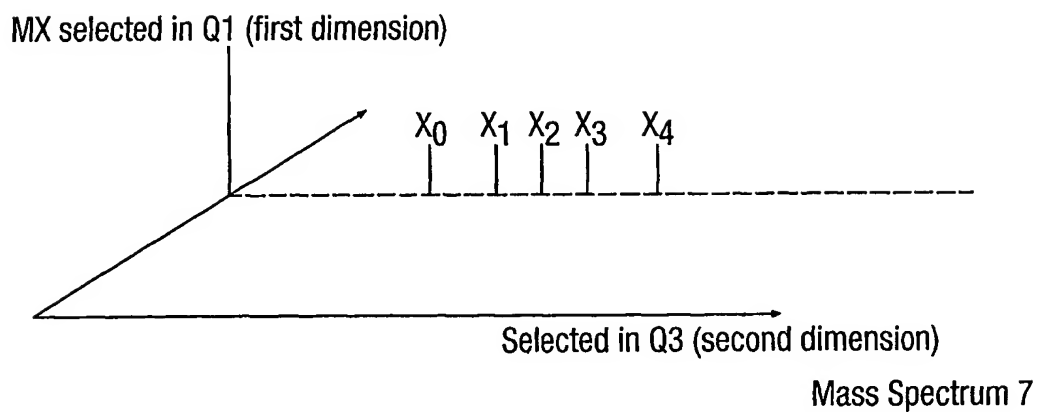 MX selected in Q1 (first dimension)
X0 X1 X2 X3 X4
Selected in Q3 (second dimension)
Mass Spectrum 7